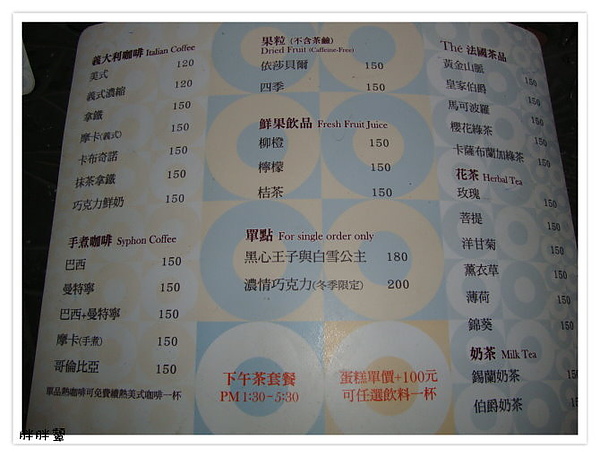 義大利咖啡 Italian Coffee
美式 120
義式濃縮 120
拿鐵 150
摩卡(義式) 150
卡布奇諾 150
抹茶拿鐵 150
巧克力鮮奶 150
手煮咖啡 Syphon Coffee
巴西 150
曼特寧 150
巴西+曼特寧 150
摩卡(手煮) 150
哥倫比亞 150
單品熱咖啡可免費續熱美式咖啡一杯
果粒 (不含茶鹼)
Dried Fruit (Caffeine-Free)
依莎貝爾 150
四季 150
鮮果飲品 Fresh Fruit Juice
柳橙 150
檸檬 150
桔茶 150
單點 For single order only
黑心王子與白雪公主 180
濃情巧克力(冬季限定) 200
下午茶套餐
PM 1:30~5:30
蛋糕單價+100元
可任選飲料一杯
Thé 法國茶品
黃金山脈 150
皇家伯爵 150
馬可波羅 150
櫻花綠茶 150
卡薩布蘭加綠茶 150
花茶 Herbal Tea
玫瑰 150
菩提 150
洋甘菊 150
薰衣草 150
薄荷 150
錦葵 150
奶茶 Milk Tea
錫蘭奶茶 150
伯爵奶茶 150
胖胖豬